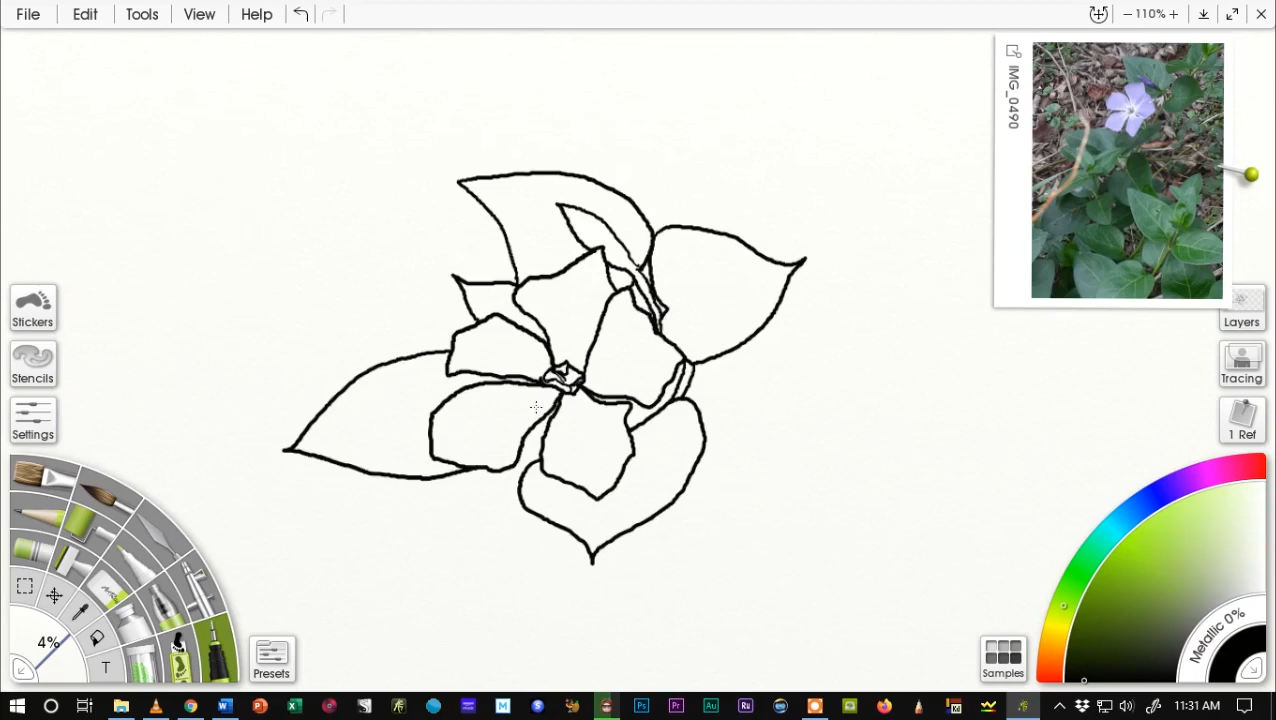 File Edit Tools View Help
− 110% +
IMG_0490
Stickers
Stencils
Settings
Layers
Tracing
1 Ref
4%
T
Presets
Samples
Metallic 0%
11:31 AM